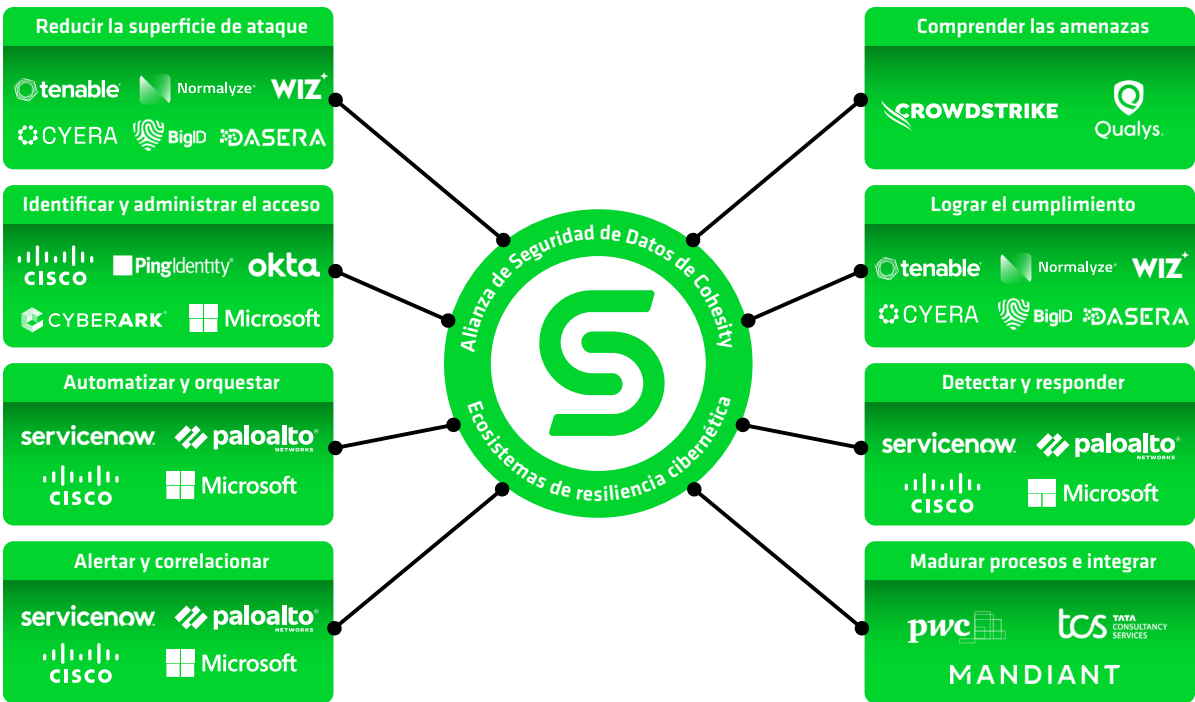 Reducir la superficie de ataque
tenable Normalyze WIZ
CYERA BigID DASERA
Identificar y administrar el acceso
CISCO PingIdentity® okta
CYBERARK® Microsoft
Automatizar y orquestar
servicenow paloalto®
NETWORKS
CISCO Microsoft
Alertar y correlacionar
servicenow paloalto®
NETWORKS
CISCO Microsoft
Alianza de Seguridad de Datos de Cohesity
Ecosistemas de resiliencia cibernética
Comprender las amenazas
CROWDSTRIKE Qualys.
Lograr el cumplimiento
tenable Normalyze WIZ
CYERA BigID DASERA
Detectar y responder
servicenow paloalto®
NETWORKS
CISCO Microsoft
Madurar procesos e integrar
pwc tcs TATA
CONSULTANCY
SERVICES
MANDIANT